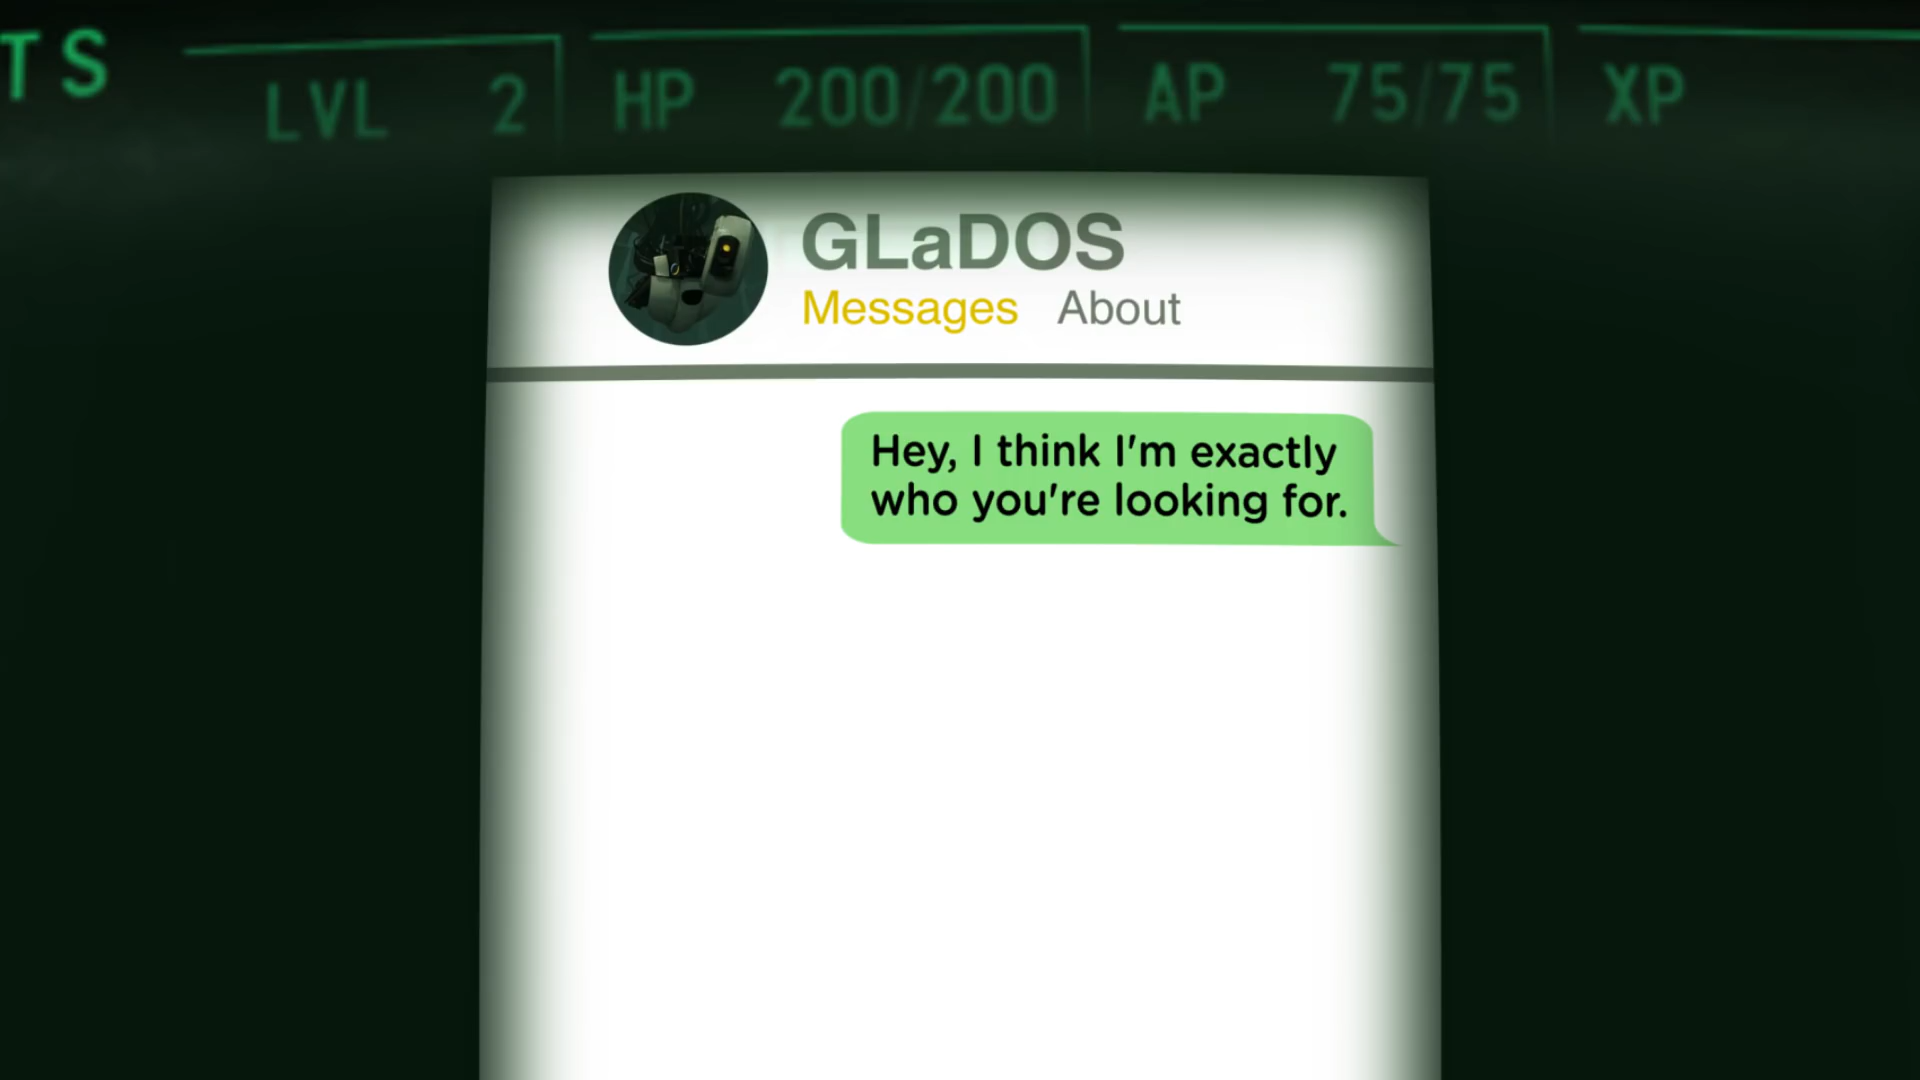 TS
LVL 2 HP 200/200 AP 75/75 XP
GLaDOS
Messages About
Hey, I think I'm exactly
who you're looking for.